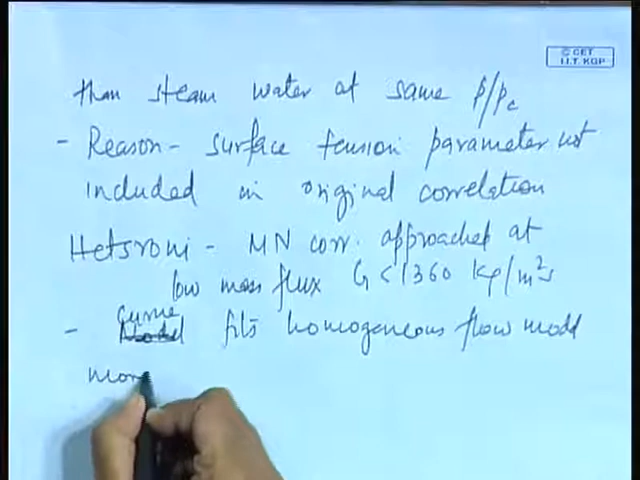 © CET
I.I.T. KGP
than steam water at same p/pc
- Reason - surface tension parameter not
included in original correlation
Hetsroni - MN corr. approached at
low mass flux G < 1360 kg/m²s
curve
- fits homogeneous flow model
mor